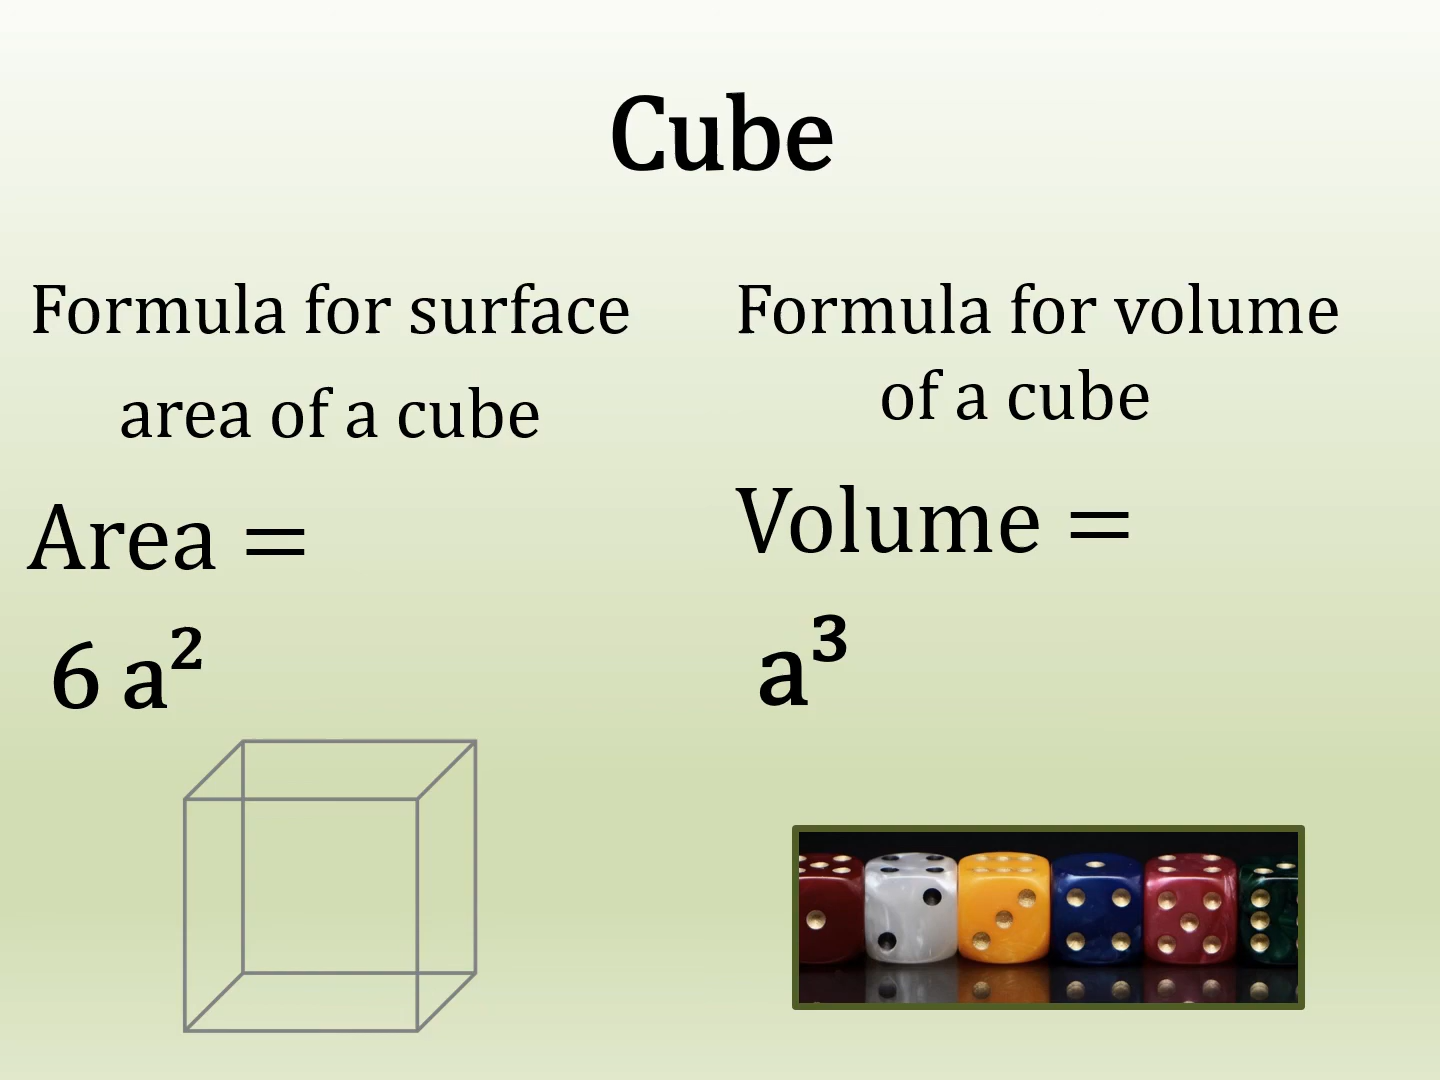 Cube
Formula for surface
area of a cube
Area =
6 a²
Formula for volume
of a cube
Volume =
a³